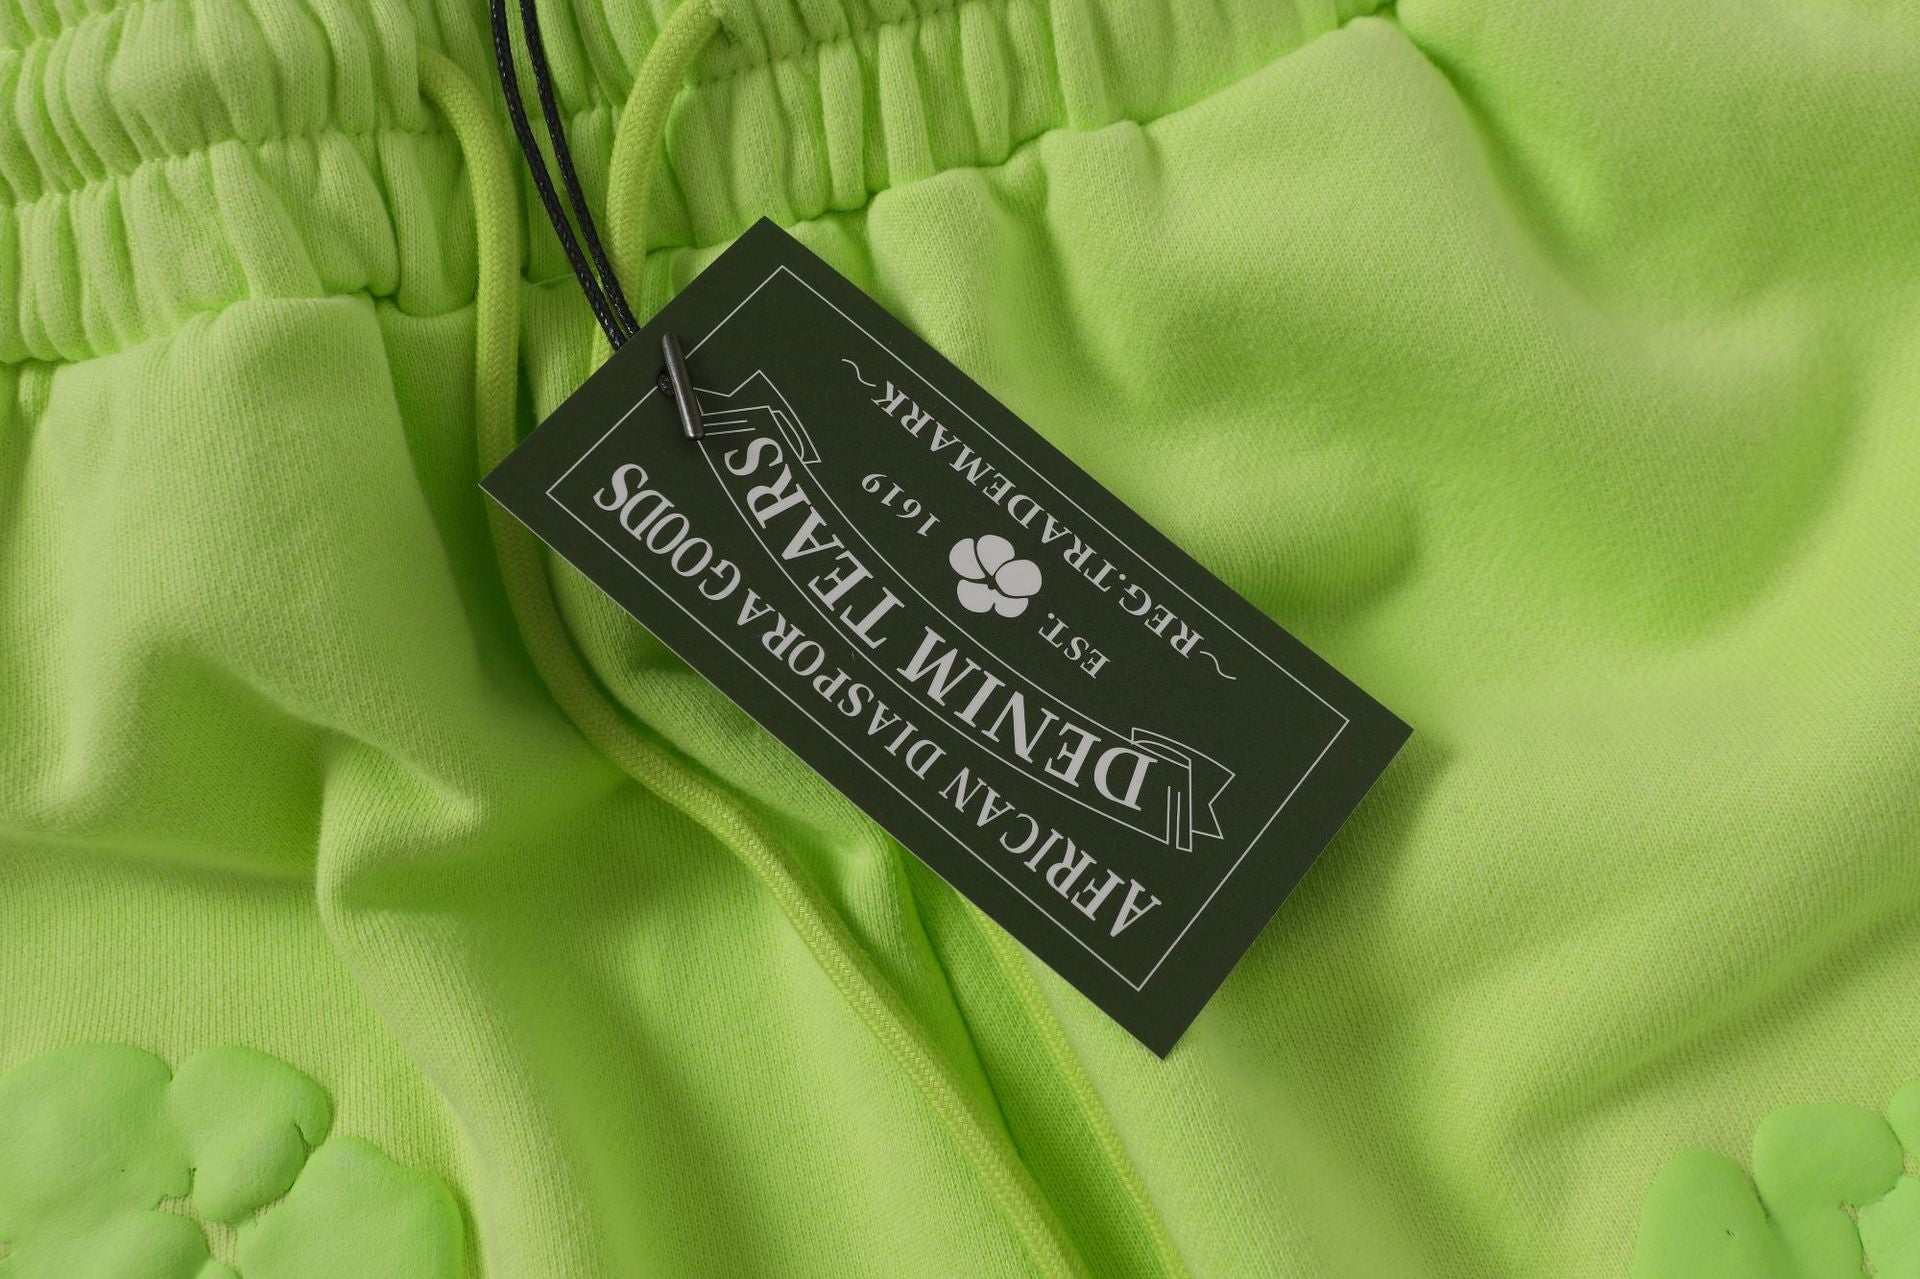 AFRICAN DIASPORA GOODS
DENIM TEARS
EST. 1619
~REG.TRADEMARK~